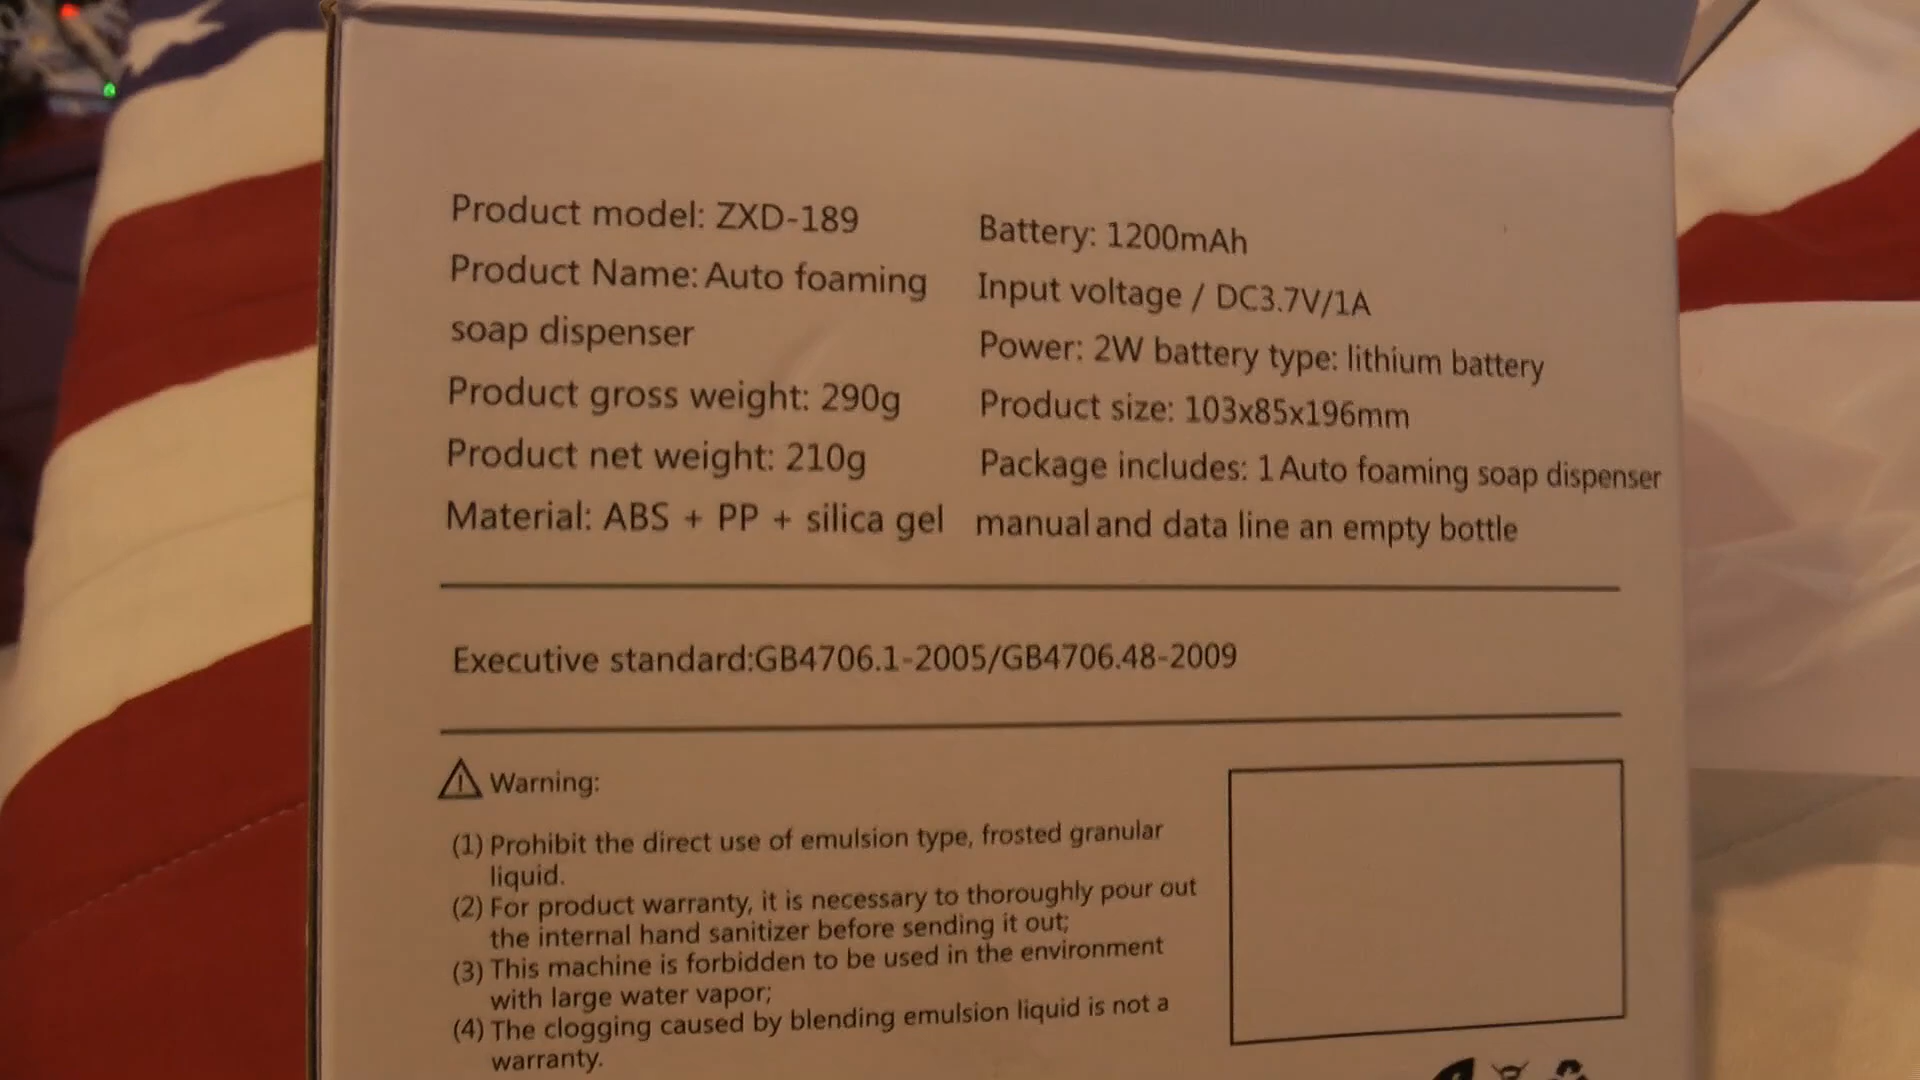 Product model: ZXD-189
Product Name: Auto foaming
soap dispenser
Product gross weight: 290g
Product net weight: 210g
Material: ABS + PP + silica gel
Battery: 1200mAh
Input voltage / DC3.7V/1A
Power: 2W battery type: lithium battery
Product size: 103x85x196mm
Package includes: 1 Auto foaming soap dispenser
manual and data line an empty bottle
Executive standard:GB4706.1-2005/GB4706.48-2009
Warning:
(1) Prohibit the direct use of emulsion type, frosted granular
liquid.
(2) For product warranty, it is necessary to thoroughly pour out
the internal hand sanitizer before sending it out;
(3) This machine is forbidden to be used in the environment
with large water vapor;
(4) The clogging caused by blending emulsion liquid is not a
warranty.